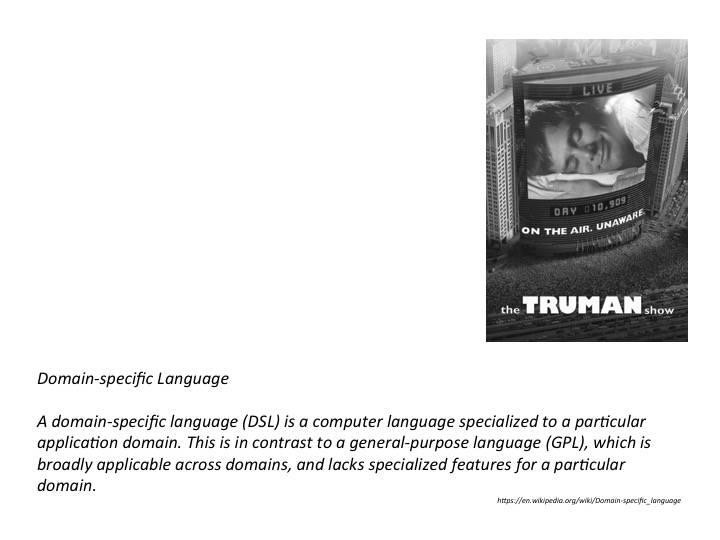 LIVE
DAY 10,909
ON THE AIR. UNAWARE.
the TRUMAN show
Domain-specific Language
A domain-specific language (DSL) is a computer language specialized to a particular
application domain. This is in contrast to a general-purpose language (GPL), which is
broadly applicable across domains, and lacks specialized features for a particular
domain.
https://en.wikipedia.org/wiki/Domain-specific_language